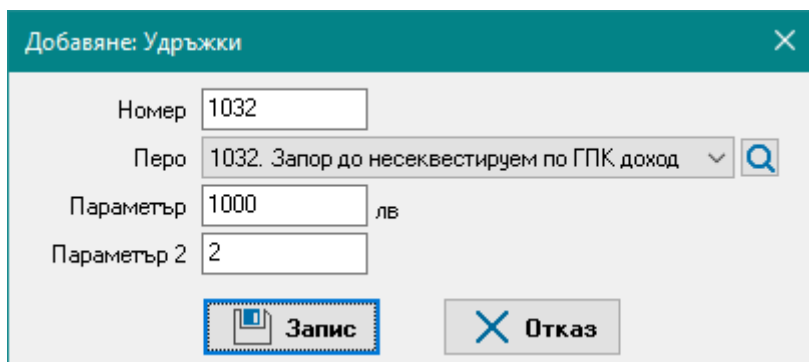 Добавяне: Удръжки
Номер 1032
Перо 1032. Запор до несеквестируем по ГПК доход
Параметър 1000 лв
Параметър 2 2
Запис Отказ